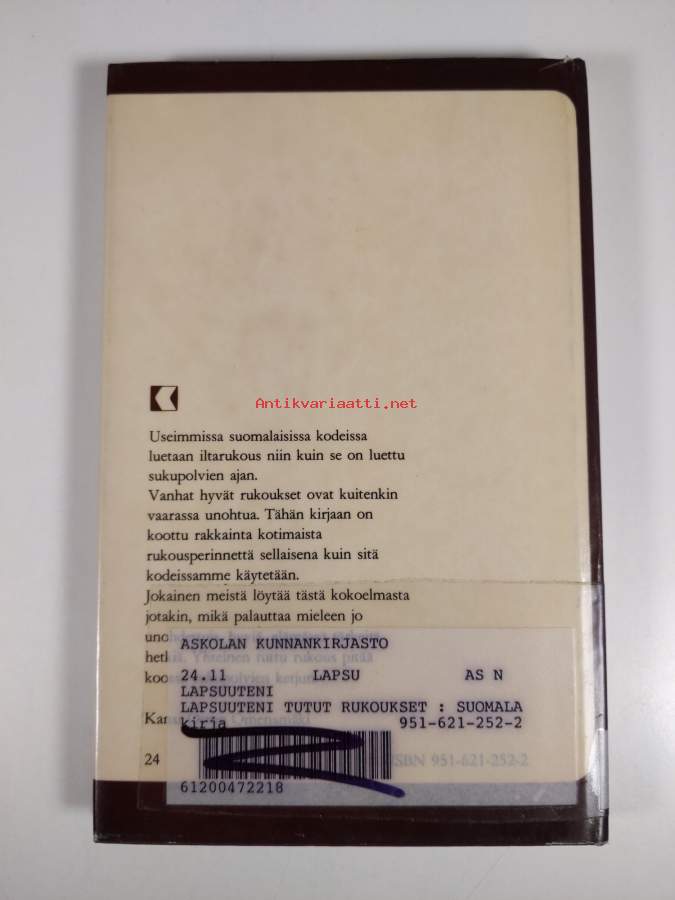 Antikvariaatti.net
Useimmissa suomalaisissa kodeissa
luetaan iltarukous niin kuin se on luettu
sukupolvien ajan.
Vanhat hyvät rukoukset ovat kuitenkin
vaarassa unohtua. Tähän kirjaan on
koottu rakkainta kotimaista
rukousperinnettä sellaisena kuin sitä
kodeissamme käytetään.
Jokainen meistä löytää tästä kokoelmasta
jotakin, mikä palauttaa mieleen jo
ASKOLAN KUNNANKIRJASTO
24.11 LAPSU AS N
LAPSUUTENI
LAPSUUTENI TUTUT RUKOUKSET : SUOMALA
kirja 951-621-252-2
24 ISBN 951-621-252-2
61200472218